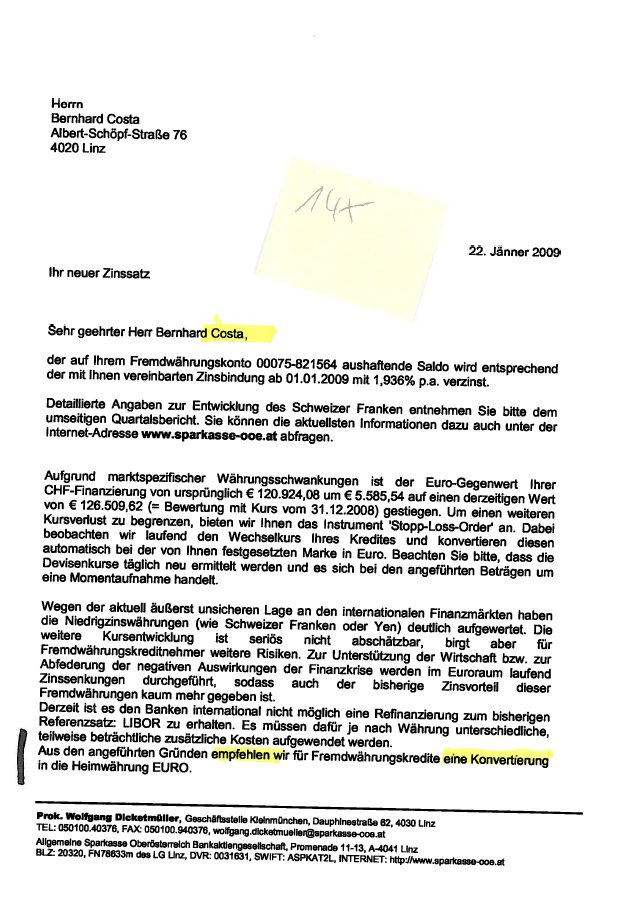 Herrn
Bernhard Costa
Albert-Schöpf-Straße 76
4020 Linz
14x
22. Jänner 2009
Ihr neuer Zinssatz
Sehr geehrter Herr Bernhard Costa,
der auf Ihrem Fremdwährungskonto 00075-821564 aushaftende Saldo wird entsprechend
der mit Ihnen vereinbarten Zinsbindung ab 01.01.2009 mit 1,936% p.a. verzinst.
Detaillierte Angaben zur Entwicklung des Schweizer Franken entnehmen Sie bitte dem
umseitigen Quartalsbericht. Sie können die aktuellsten Informationen dazu auch unter der
Internet-Adresse www.sparkasse-ooe.at abfragen.
Aufgrund marktspezifischer Währungsschwankungen ist der Euro-Gegenwert Ihrer
CHF-Finanzierung von ursprünglich € 120.924,08 um € 5.585,54 auf einen derzeitigen Wert
von € 126.509,62 (= Bewertung mit Kurs vom 31.12.2008) gestiegen. Um einen weiteren
Kursverlust zu begrenzen, bieten wir Ihnen das Instrument 'Stopp-Loss-Order' an. Dabei
beobachten wir laufend den Wechselkurs Ihres Kredites und konvertieren diesen
automatisch bei der von Ihnen festgesetzten Marke in Euro. Beachten Sie bitte, dass die
Devisenkurse täglich neu ermittelt werden und es sich bei den angeführten Beträgen um
eine Momentaufnahme handelt.
Wegen der aktuell äußerst unsicheren Lage an den internationalen Finanzmärkten haben
die Niedrigzinswährungen (wie Schweizer Franken oder Yen) deutlich aufgewertet. Die
weitere Kursentwicklung ist seriös nicht abschätzbar, birgt aber für
Fremdwährungskreditnehmer weitere Risiken. Zur Unterstützung der Wirtschaft bzw. zur
Abfederung der negativen Auswirkungen der Finanzkrise werden im Euroraum laufend
Zinssenkungen durchgeführt, sodass auch der bisherige Zinsvorteil dieser
Fremdwährungen kaum mehr gegeben ist.
Derzeit ist es den Banken international nicht möglich eine Refinanzierung zum bisherigen
Referenzsatz: LIBOR zu erhalten. Es müssen dafür je nach Währung unterschiedliche,
teilweise beträchtliche zusätzliche Kosten aufgewendet werden.
Aus den angeführten Gründen empfehlen wir für Fremdwährungskredite eine Konvertierung
in die Heimwährung EURO.
Prok. Wolfgang Dicketmüller, Geschäftsstelle Kleinmünchen, Dauphinestraße 62, 4030 Linz
TEL: 050100.40376, FAX: 050100.940376, wolfgang.dicketmueller@sparkasse-ooe.at
Allgemeine Sparkasse Oberösterreich Bankaktiengesellschaft, Promenade 11-13, A-4041 Linz
BLZ: 20320, FN78633m des LG Linz, DVR: 0031631, SWIFT: ASPKAT2L, INTERNET: http://www.sparkasse-ooe.at